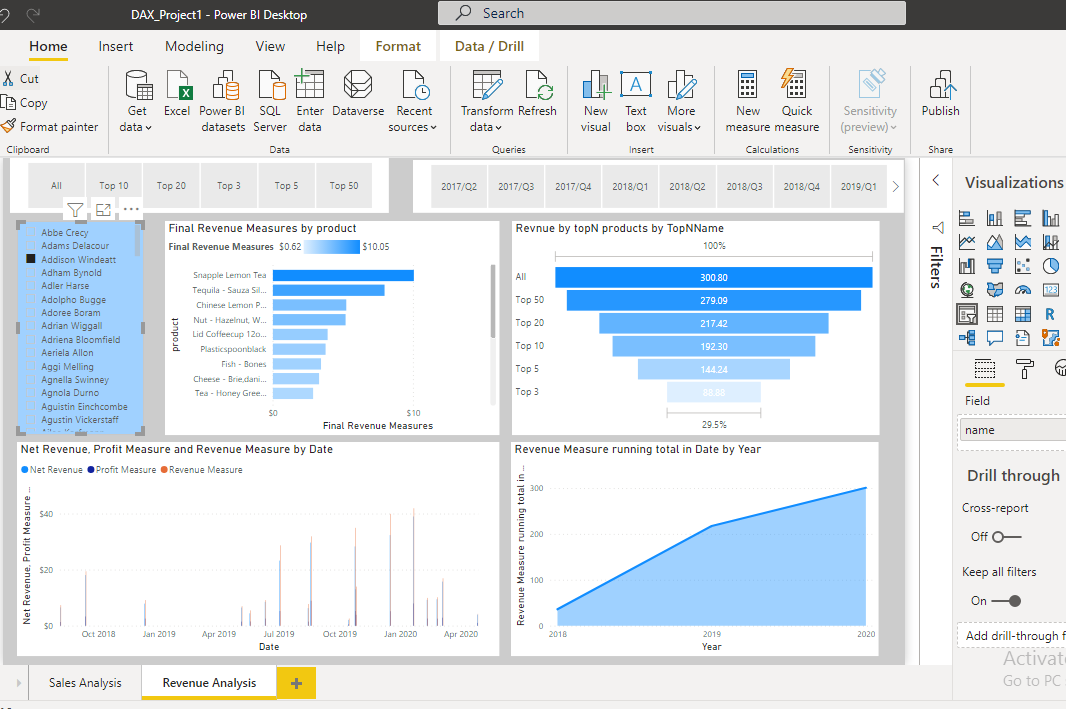 DAX_Project1 - Power BI Desktop
Search
Home Insert Modeling View Help Format Data / Drill
Cut
Copy
Format painter
Clipboard
Get data
Excel
Power BI datasets
SQL Server
Enter data
Dataverse
Recent sources
Data
Transform data
Refresh
Queries
New visual
Text box
More visuals
Insert
New measure
Quick measure
Calculations
Sensitivity (preview)
Sensitivity
Publish
Share
All Top 10 Top 20 Top 3 Top 5 Top 50
2017/Q2 2017/Q3 2017/Q4 2018/Q1 2018/Q2 2018/Q3 2018/Q4 2019/Q1
Abbe Crecy
Adams Delacour
Addison Windeatt
Adham Bynold
Adler Harse
Adolpho Bugge
Adoree Boram
Adrian Wiggall
Adriena Bloomfield
Aeriela Allon
Aggi Melling
Agnella Swinney
Agnola Durno
Aguistin Einchcombe
Agustin Vickerstaff
Final Revenue Measures by product
Final Revenue Measures $0.62 $10.05
product
Snapple Lemon Tea
Tequila - Sauza Sil...
Chinese Lemon P...
Nut - Hazelnut, W...
Lid Coffeecup 12o...
Plasticspoonblack
Fish - Bones
Cheese - Brie,dani...
Tea - Honey Gree...
$0 $10
Final Revenue Measures
Revnue by topN products by TopNName
100%
All 300.80
Top 50 279.09
Top 20 217.42
Top 10 192.30
Top 5 144.24
Top 3 88.88
29.5%
Net Revenue, Profit Measure and Revenue Measure by Date
Net Revenue Profit Measure Revenue Measure
Net Revenue, Profit Measure ...
$40
$20
$0
Oct 2018 Jan 2019 Apr 2019 Jul 2019 Oct 2019 Jan 2020 Apr 2020
Date
Revenue Measure running total in Date by Year
Revenue Measure running total in ...
300
200
100
0
2018 2019 2020
Year
Filters
Visualizations
123
R
Field
name
Drill through
Cross-report
Off
Keep all filters
On
Add drill-through f
Activat
Go to PC
Sales Analysis Revenue Analysis +